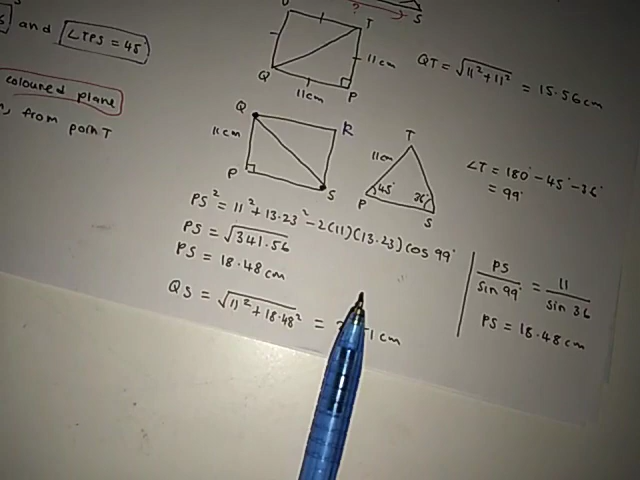 and ∠TPS = 45°
coloured plane
from point T
?
S
U
T
11cm
Q
11cm
P
QT = √11² + 11² = 15.56 cm
Q
R
11cm
P
S
T
11cm
45°
36°
P
S
∠T = 180° - 45° - 36°
= 99°
PS² = 11² + 13.23² - 2(11)(13.23) cos 99°
PS = √341.56
PS = 18.48 cm
QS = √11² + 18.48² =
cm
PS / sin 99° = 11 / sin 36
PS = 18.48 cm